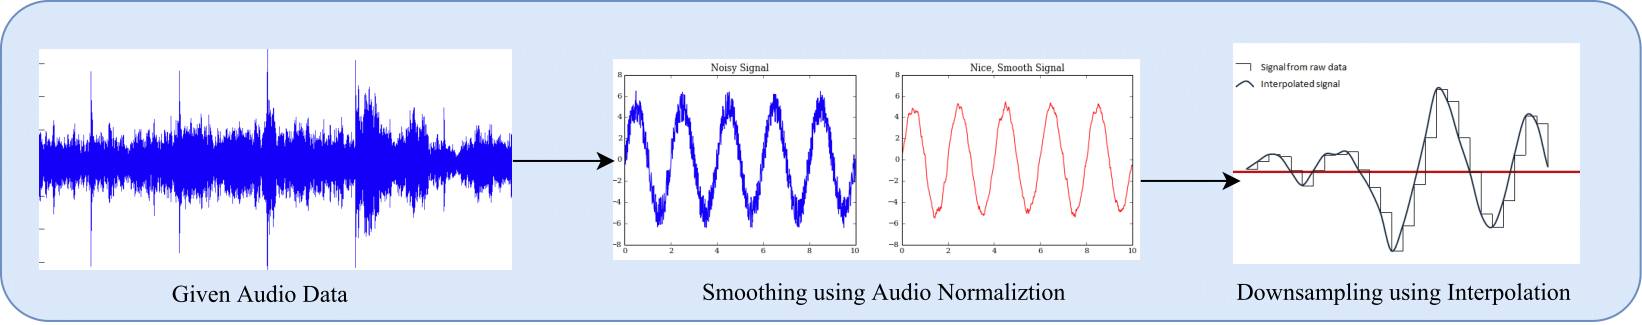 Noisy Signal
8
6
4
2
0
−2
−4
−6
−8
0 2 4 6 8 10
Nice, Smooth Signal
8
6
4
2
0
−2
−4
−6
−8
0 2 4 6 8 10
Signal from raw data
Interpolated signal
Given Audio Data
Smoothing using Audio Normaliztion
Downsampling using Interpolation